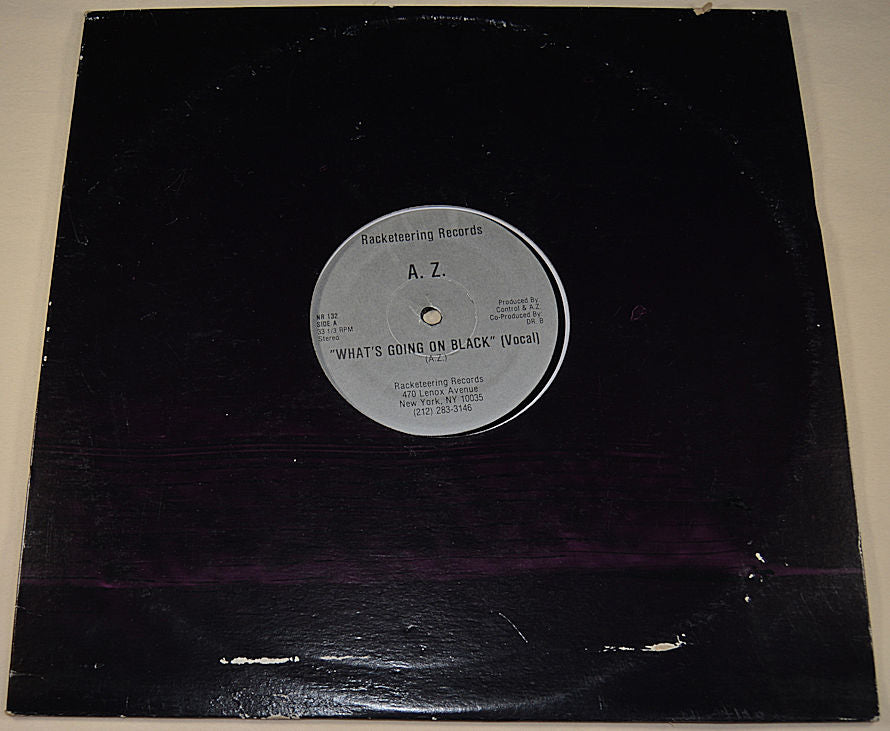 Racketeering Records
A. Z.
NR 132
SIDE A
33 1/3 RPM
Stereo
Produced By:
Control & A.Z.
Co-Produced By:
DR. B
"WHAT'S GOING ON BLACK" (Vocal)
(A.Z.)
Racketeering Records
470 Lenox Avenue
New York, NY 10035
(212) 283-3146